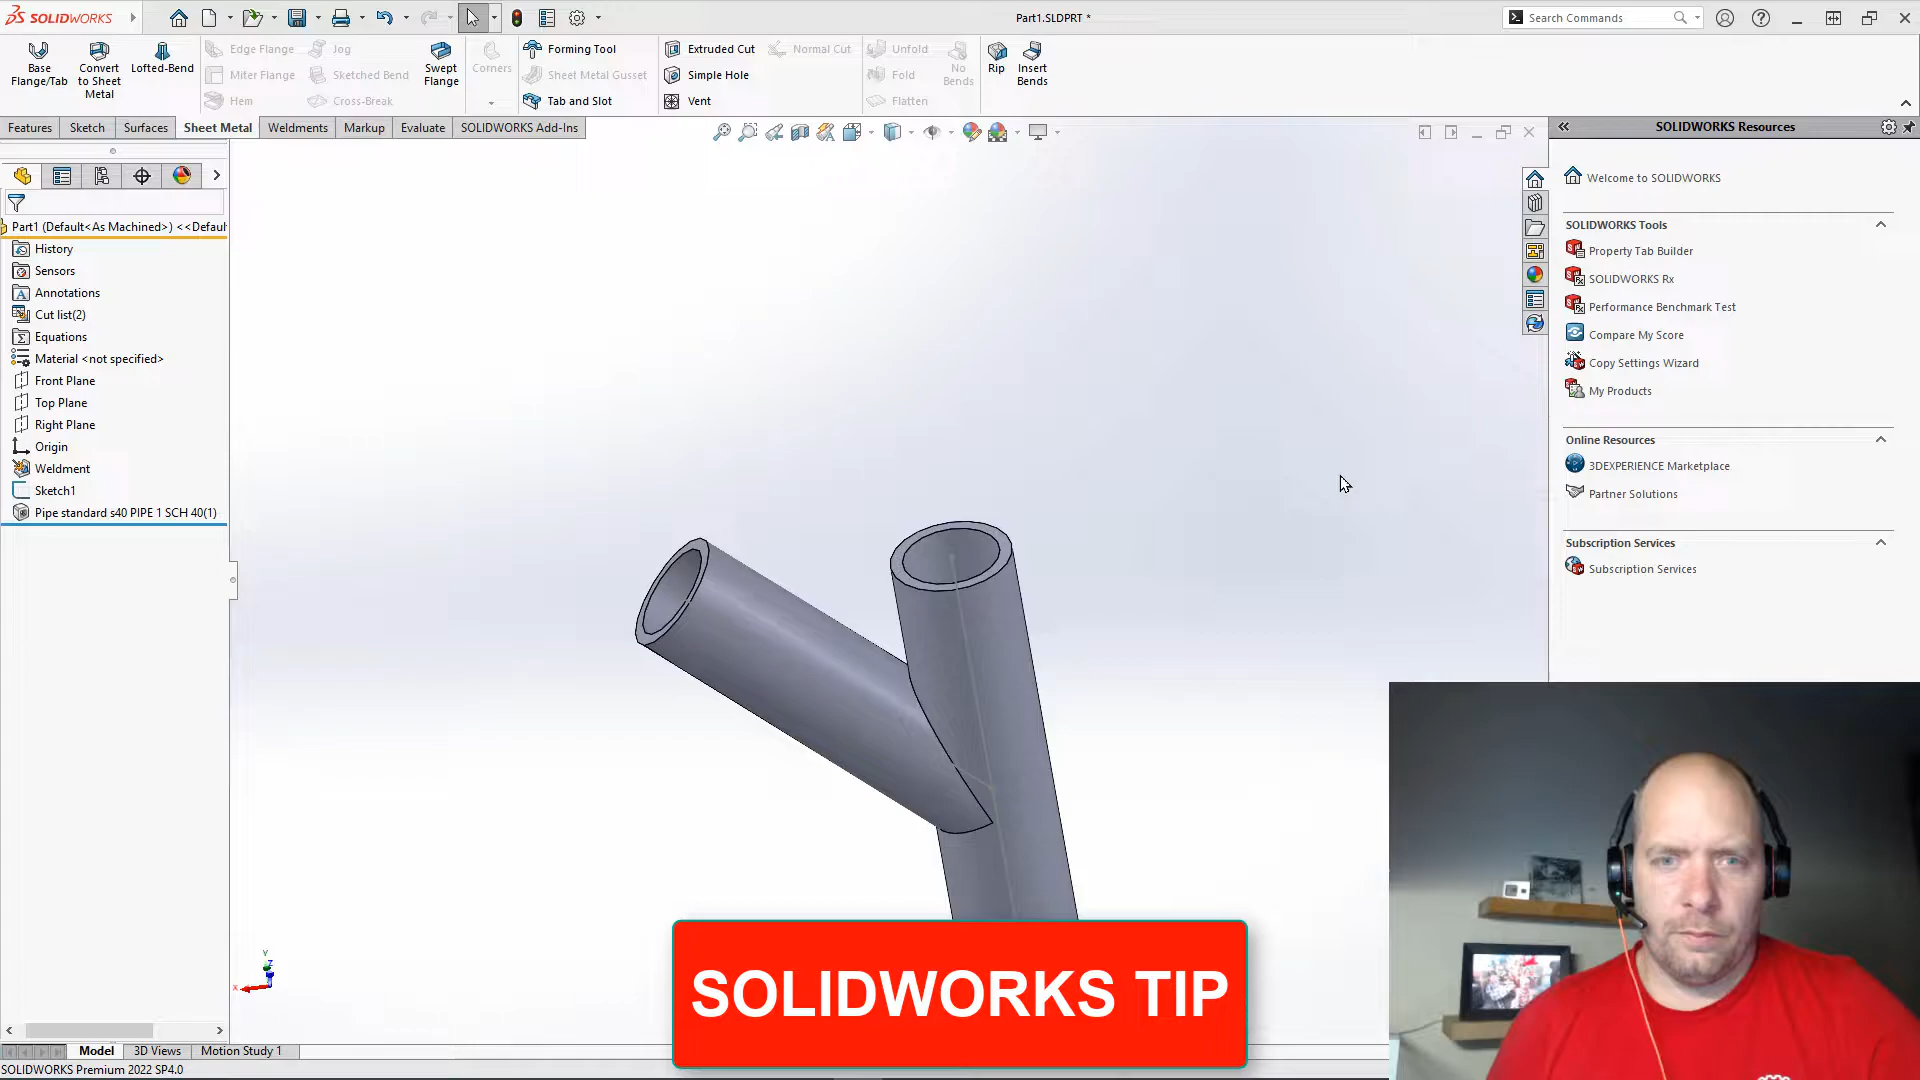 SOLIDWORKS
Part1.SLDPRT *
Search Commands
Base Flange/Tab
Convert to Sheet Metal
Lofted-Bend
Edge Flange
Miter Flange
Hem
Jog
Sketched Bend
Cross-Break
Swept Flange
Corners
Forming Tool
Sheet Metal Gusset
Tab and Slot
Extruded Cut
Simple Hole
Vent
Normal Cut
Unfold
Fold
Flatten
No Bends
Rip
Insert Bends
Features
Sketch
Surfaces
Sheet Metal
Weldments
Markup
Evaluate
SOLIDWORKS Add-Ins
Part1 (Default<As Machined>) <<Defaul
History
Sensors
Annotations
Cut list(2)
Equations
Material <not specified>
Front Plane
Top Plane
Right Plane
Origin
Weldment
Sketch1
Pipe standard s40 PIPE 1 SCH 40(1)
Y
Z
X
SOLIDWORKS Resources
Welcome to SOLIDWORKS
SOLIDWORKS Tools
Property Tab Builder
SOLIDWORKS Rx
Performance Benchmark Test
Compare My Score
Copy Settings Wizard
My Products
Online Resources
3DEXPERIENCE Marketplace
Partner Solutions
Subscription Services
Subscription Services
SOLIDWORKS TIP
Model
3D Views
Motion Study 1
SOLIDWORKS Premium 2022 SP4.0